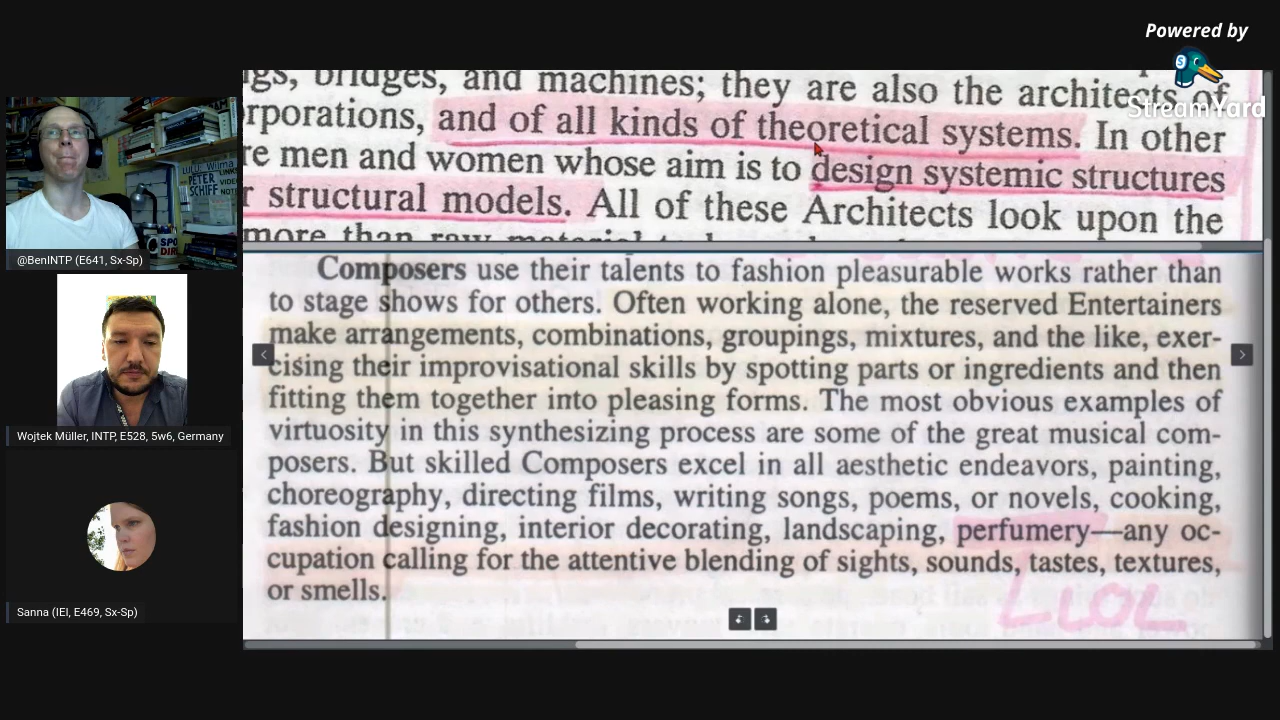 Powered by
StreamYard
gs, bridges, and machines; they are also the architects of
rporations, and of all kinds of theoretical systems. In other
re men and women whose aim is to design systemic structures
r structural models. All of these Architects look upon the
more than raw material
Composers use their talents to fashion pleasurable works rather than
to stage shows for others. Often working alone, the reserved Entertainers
make arrangements, combinations, groupings, mixtures, and the like, exer-
cising their improvisational skills by spotting parts or ingredients and then
fitting them together into pleasing forms. The most obvious examples of
virtuosity in this synthesizing process are some of the great musical com-
posers. But skilled Composers excel in all aesthetic endeavors, painting,
choreography, directing films, writing songs, poems, or novels, cooking,
fashion designing, interior decorating, landscaping, perfumery—any oc-
cupation calling for the attentive blending of sights, sounds, tastes, textures,
or smells.
LLOL
PETER
SCHIFF
@BenINTP (E641, Sx-Sp)
Wojtek Müller, INTP, E528, 5w6, Germany
Sanna (IEI, E469, Sx-Sp)